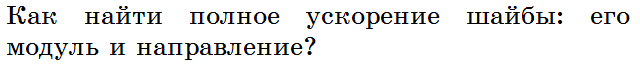 Как найти полное ускорение шайбы: его
модуль и направление?